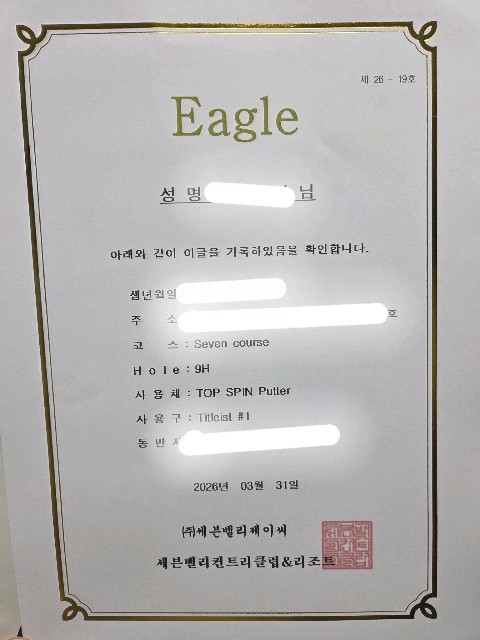 제 26 - 19호
Eagle
성 명 님
아래와 같이 이글을 기록하였음을 확인합니다.
생년월일
주 소 호
코 스 : Seven course
H o l e : 9H
사 용 채 : TOP SPIN Putter
사 용 구 : Titleist #1
동 반 자
2026년 03월 31일
(주)세븐밸리제이씨
세븐밸리컨트리클럽&리조트